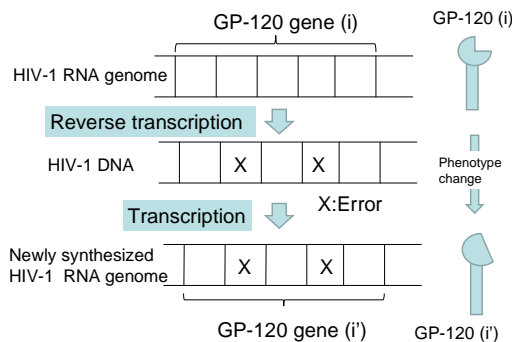 GP-120 gene (i)
GP-120 (i)
HIV-1 RNA genome
Reverse transcription
HIV-1 DNA
X
X
Phenotype
change
X:Error
Transcription
Newly synthesized
HIV-1 RNA genome
X
X
GP-120 gene (i')
GP-120 (i')